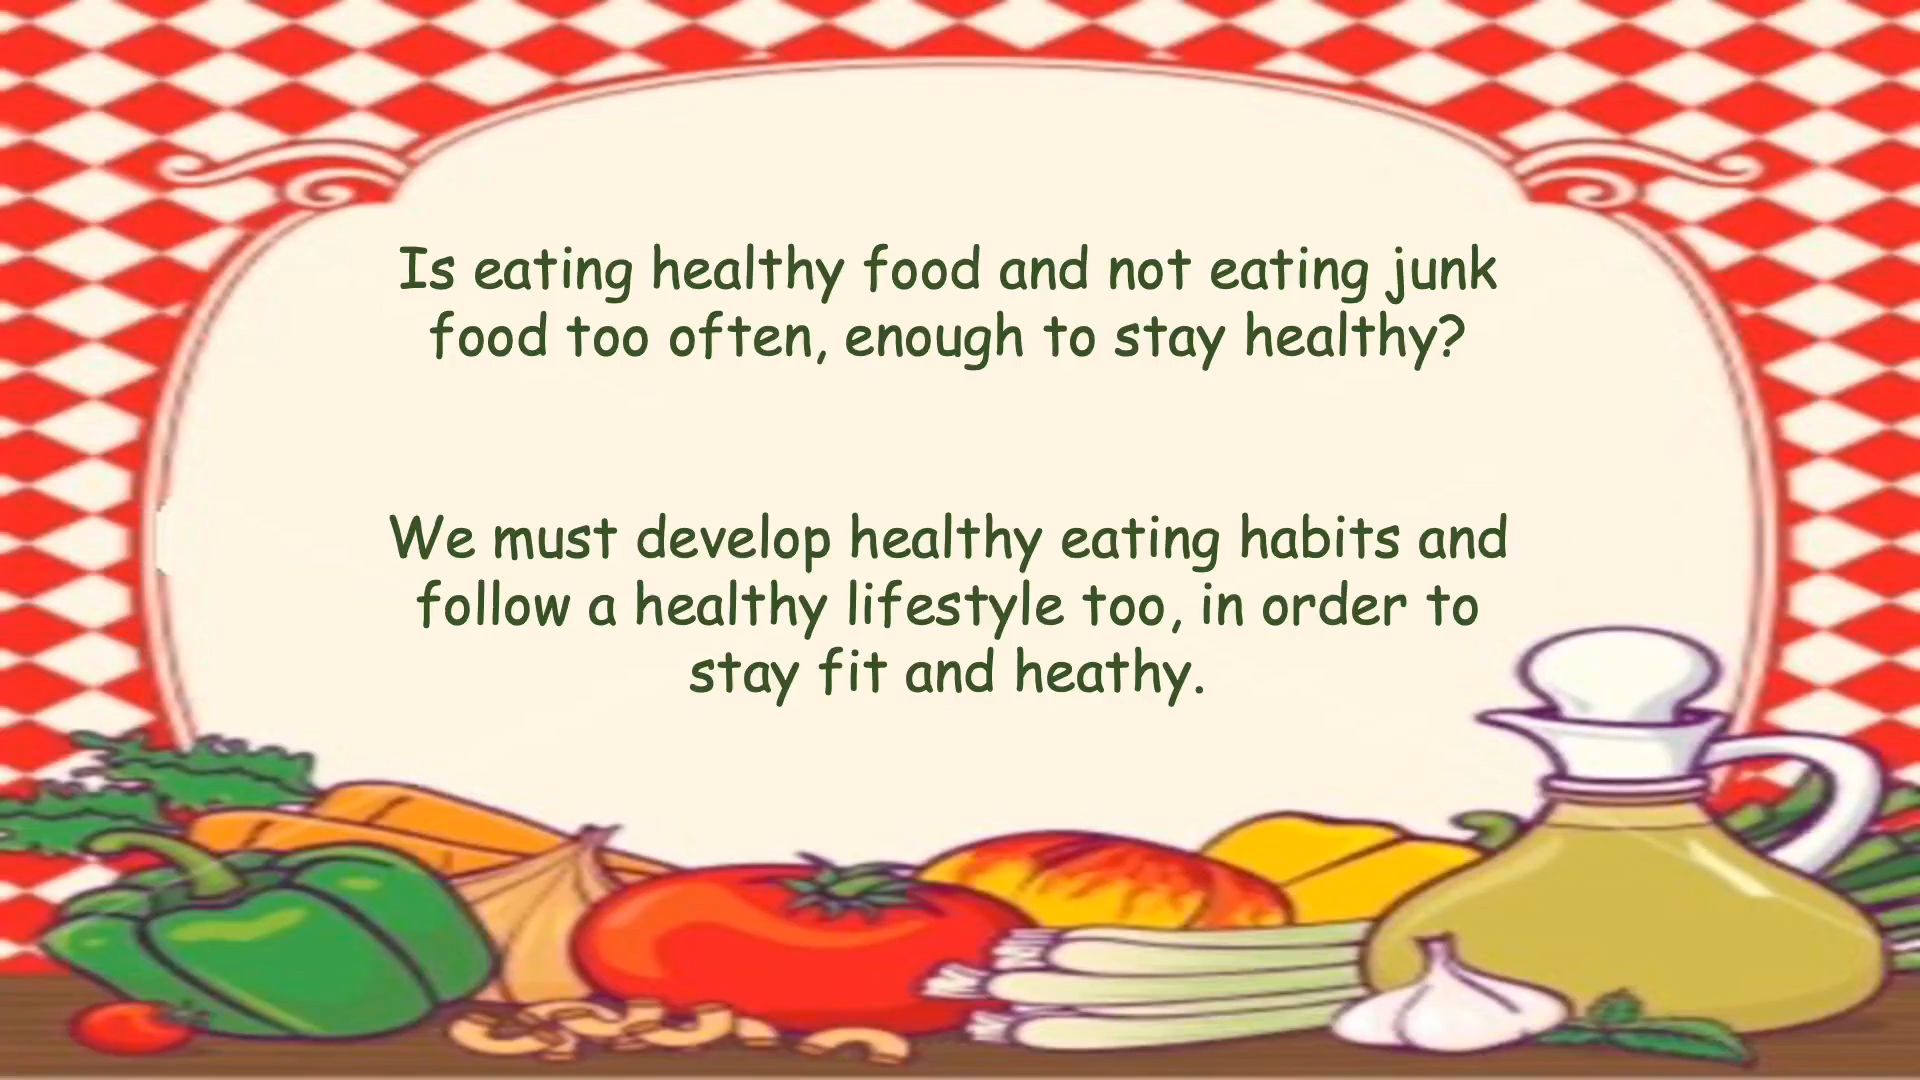 Is eating healthy food and not eating junk
food too often, enough to stay healthy?
We must develop healthy eating habits and
follow a healthy lifestyle too, in order to
stay fit and heathy.